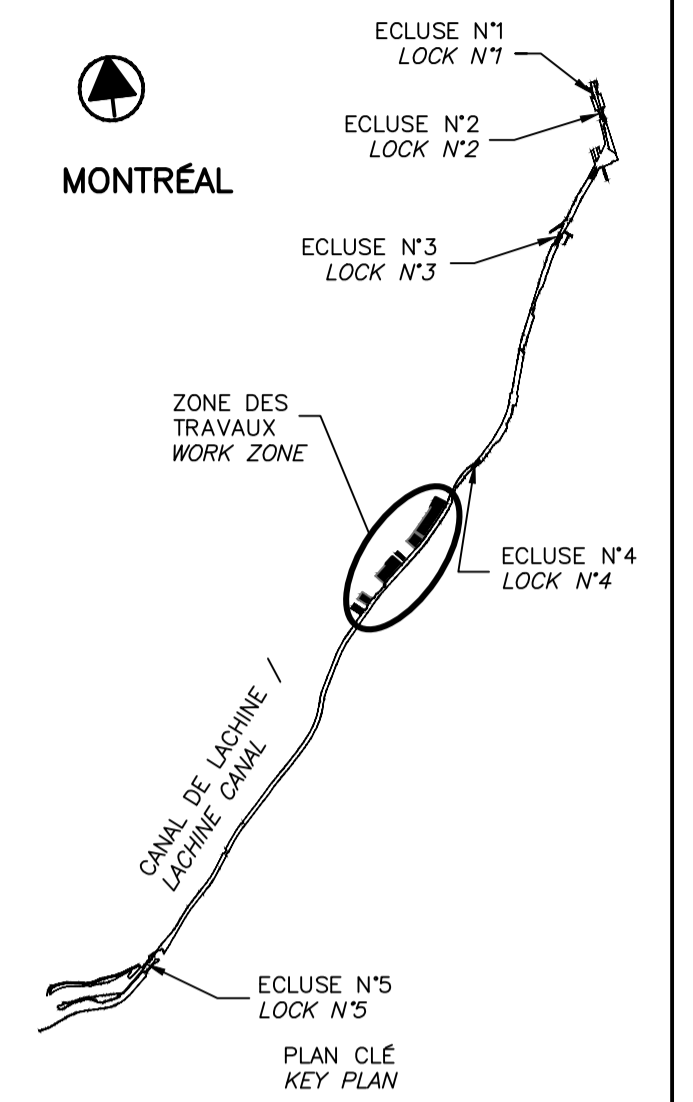 ECLUSE N°1
LOCK N°1
ECLUSE N°2
LOCK N°2
MONTRÉAL
ECLUSE N°3
LOCK N°3
ZONE DES
TRAVAUX
WORK ZONE
ECLUSE N°4
LOCK N°4
CANAL DE LACHINE /
LACHINE CANAL
ECLUSE N°5
LOCK N°5
PLAN CLÉ
KEY PLAN